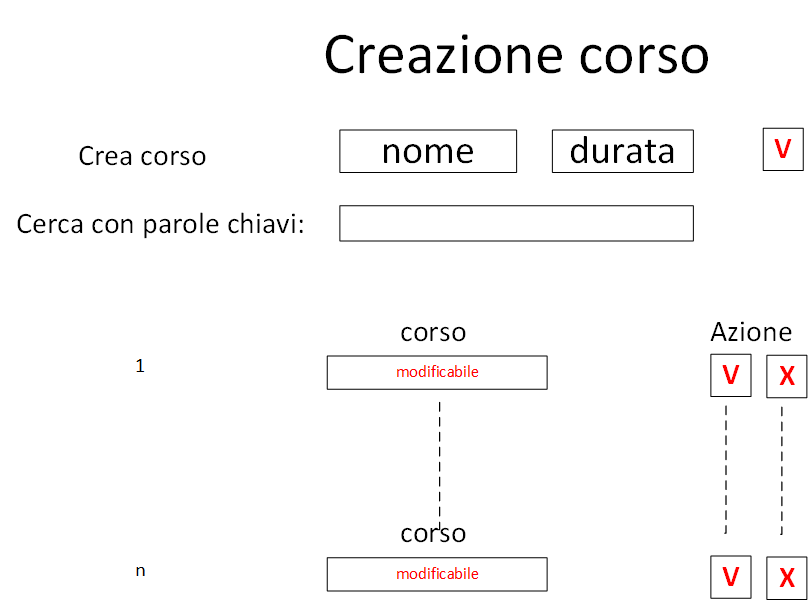 Creazione corso
Crea corso nome durata V
Cerca con parole chiavi:
corso Azione
1 modificabile V X
corso
n modificabile V X